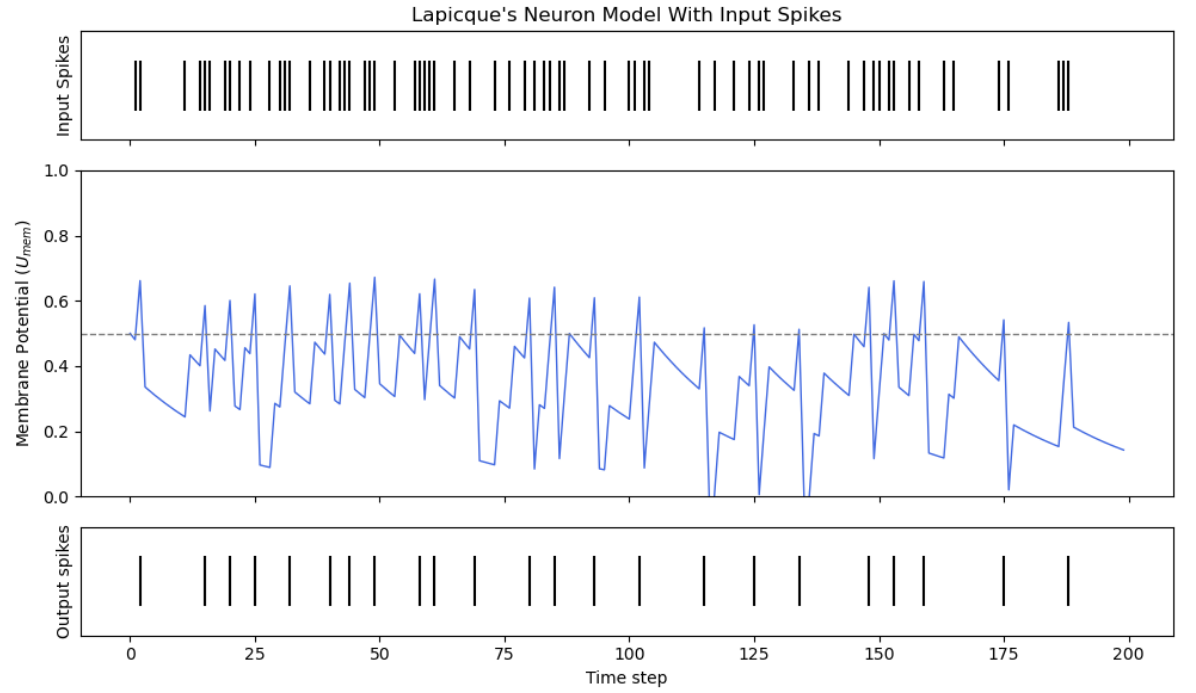 Lapicque's Neuron Model With Input Spikes
Input Spikes
Membrane Potential (U_mem)
1.0
0.8
0.6
0.4
0.2
0.0
Output spikes
0 25 50 75 100 125 150 175 200
Time step